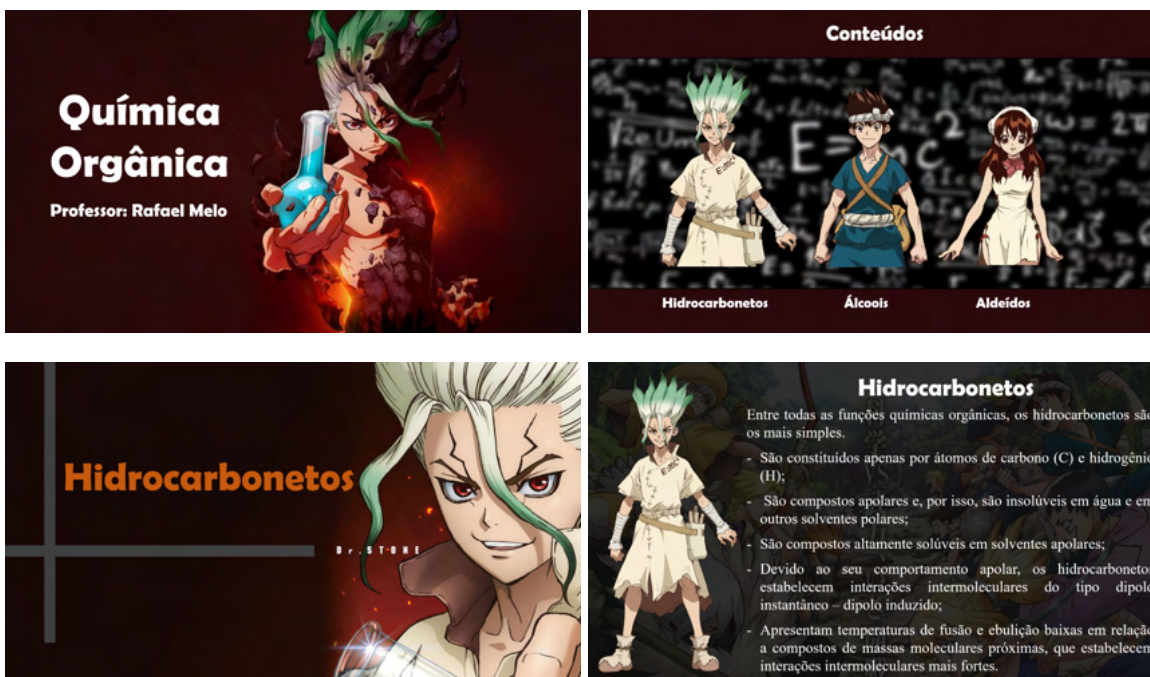 Química
Orgânica
Professor: Rafael Melo
Conteúdos
E=mc
2
E=mc
Hidrocarbonetos
Álcoois
Aldeídos
Hidrocarbonetos
Dr.STONE
Hidrocarbonetos
Entre todas as funções químicas orgânicas, os hidrocarbonetos são
os mais simples.
- São constituídos apenas por átomos de carbono (C) e hidrogênio
(H);
- São compostos apolares e, por isso, são insolúveis em água e em
outros solventes polares;
- São compostos altamente solúveis em solventes apolares;
- Devido ao seu comportamento apolar, os hidrocarbonetos
estabelecem interações intermoleculares do tipo dipolo
instantâneo – dipolo induzido;
- Apresentam temperaturas de fusão e ebulição baixas em relação
a compostos de massas moleculares próximas, que estabelecem
interações intermoleculares mais fortes.
E=mc